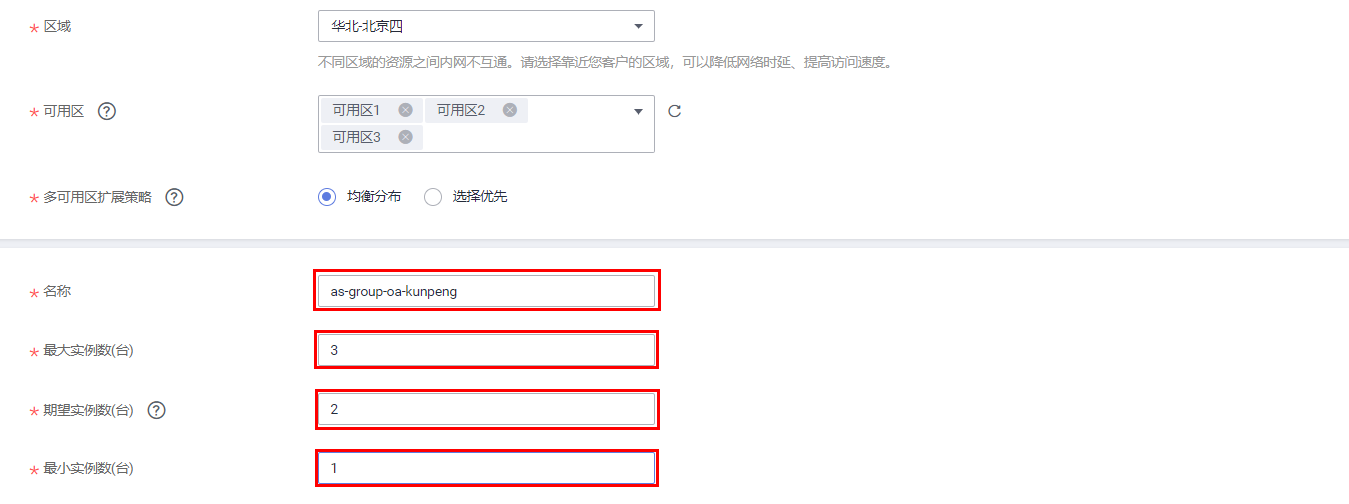 * 区域
华北-北京四
不同区域的资源之间内网不互通。请选择靠近您客户的区域，可以降低网络时延、提高访问速度。
* 可用区 ?
可用区1 可用区2
可用区3
* 多可用区扩展策略 ?
均衡分布 选择优先
* 名称
as-group-oa-kunpeng
* 最大实例数(台)
3
* 期望实例数(台) ?
2
* 最小实例数(台)
1